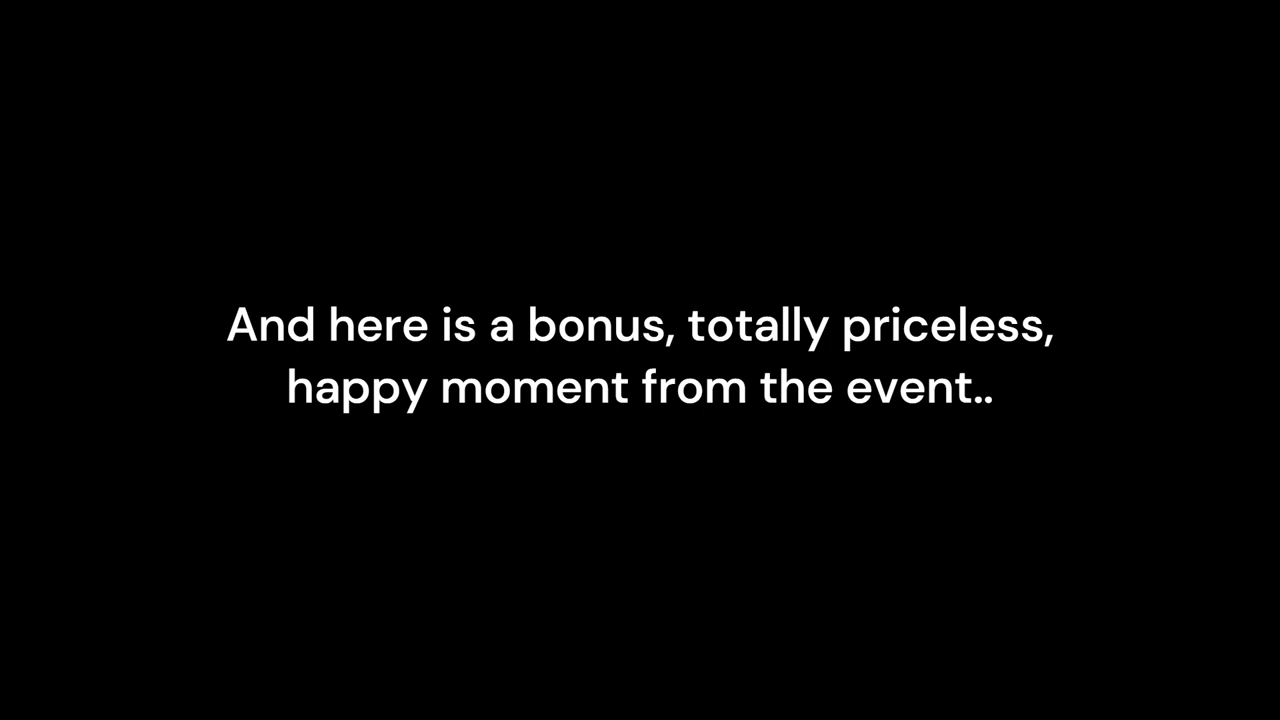 And here is a bonus, totally priceless,
happy moment from the event..